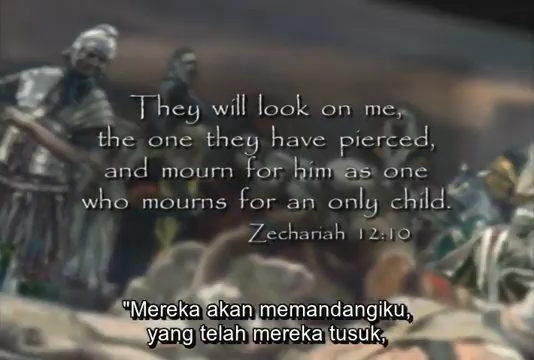 They will look on me,
the one they have pierced,
and mourn for him as one
who mourns for an only child.
Zechariah 12:10
"Mereka akan memandangiku,
yang telah mereka tusuk,